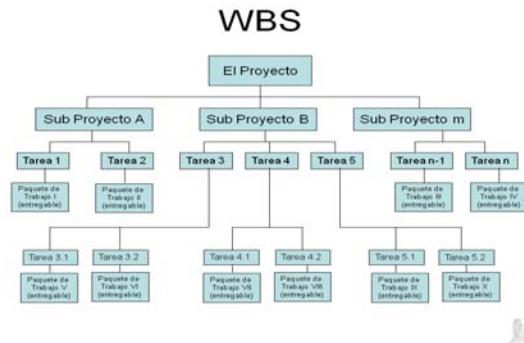 WBS
El Proyecto
Sub Proyecto A
Sub Proyecto B
Sub Proyecto m
Tarea 1
Tarea 2
Tarea 3
Tarea 4
Tarea 5
Tarea n-1
Tarea n
Paquete de
Trabajo I
(entregable)
Paquete de
Trabajo II
(entregable)
Paquete de
Trabajo III
(entregable)
Paquete de
Trabajo IV
(entregable)
Tarea 3.1
Tarea 3.2
Tarea 4.1
Tarea 4.2
Tarea 5.1
Tarea 5.2
Paquete de
Trabajo V
(entregable)
Paquete de
Trabajo VI
(entregable)
Paquete de
Trabajo VII
(entregable)
Paquete de
Trabajo VIII
(entregable)
Paquete de
Trabajo IX
(entregable)
Paquete de
Trabajo X
(entregable)